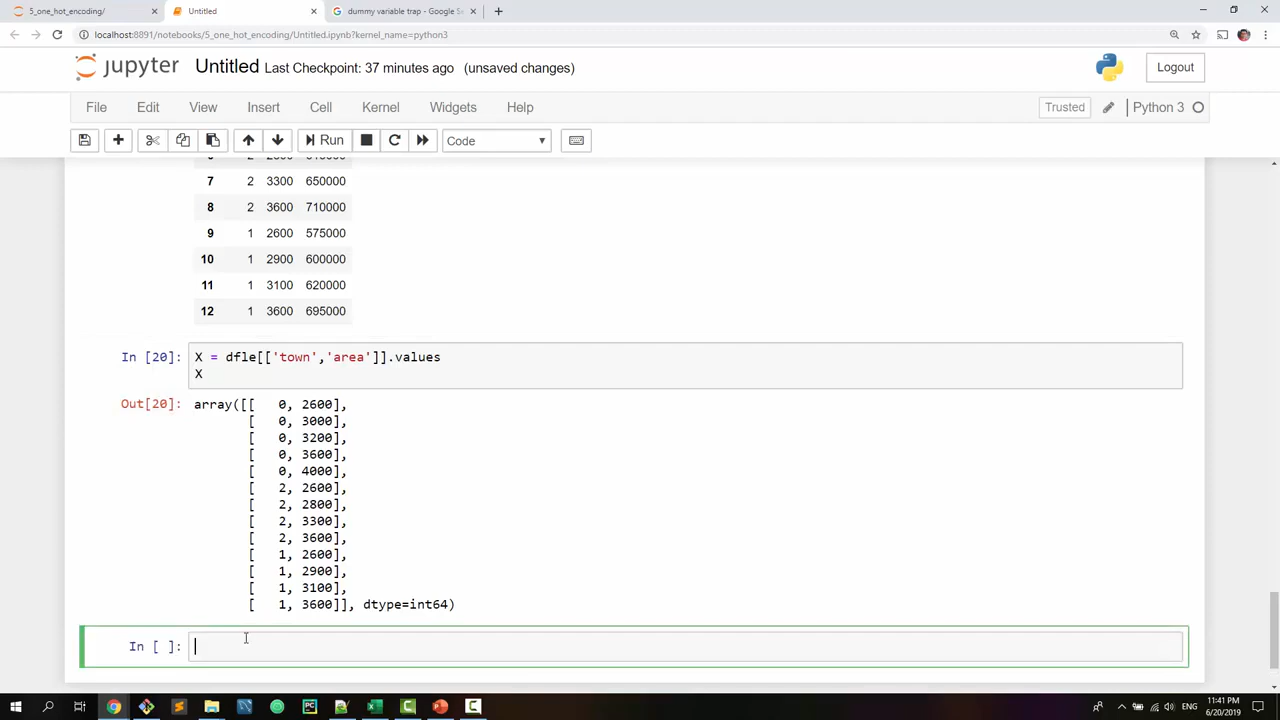 5_one_hot_encoding/
Untitled
dummy variable trap - Google Se
localhost:8891/notebooks/5_one_hot_encoding/Untitled.ipynb?kernel_name=python3
jupyter Untitled Last Checkpoint: 37 minutes ago (unsaved changes)
Logout
File Edit View Insert Cell Kernel Widgets Help
Trusted
Python 3
Run
Code
7 2 3300 650000
8 2 3600 710000
9 1 2600 575000
10 1 2900 600000
11 1 3100 620000
12 1 3600 695000
In [20]: X = dfle[['town','area']].values
X
Out[20]: array([[ 0, 2600],
[ 0, 3000],
[ 0, 3200],
[ 0, 3600],
[ 0, 4000],
[ 2, 2600],
[ 2, 2800],
[ 2, 3300],
[ 2, 3600],
[ 1, 2600],
[ 1, 2900],
[ 1, 3100],
[ 1, 3600]], dtype=int64)
In [ ]:
11:41 PM
6/20/2019